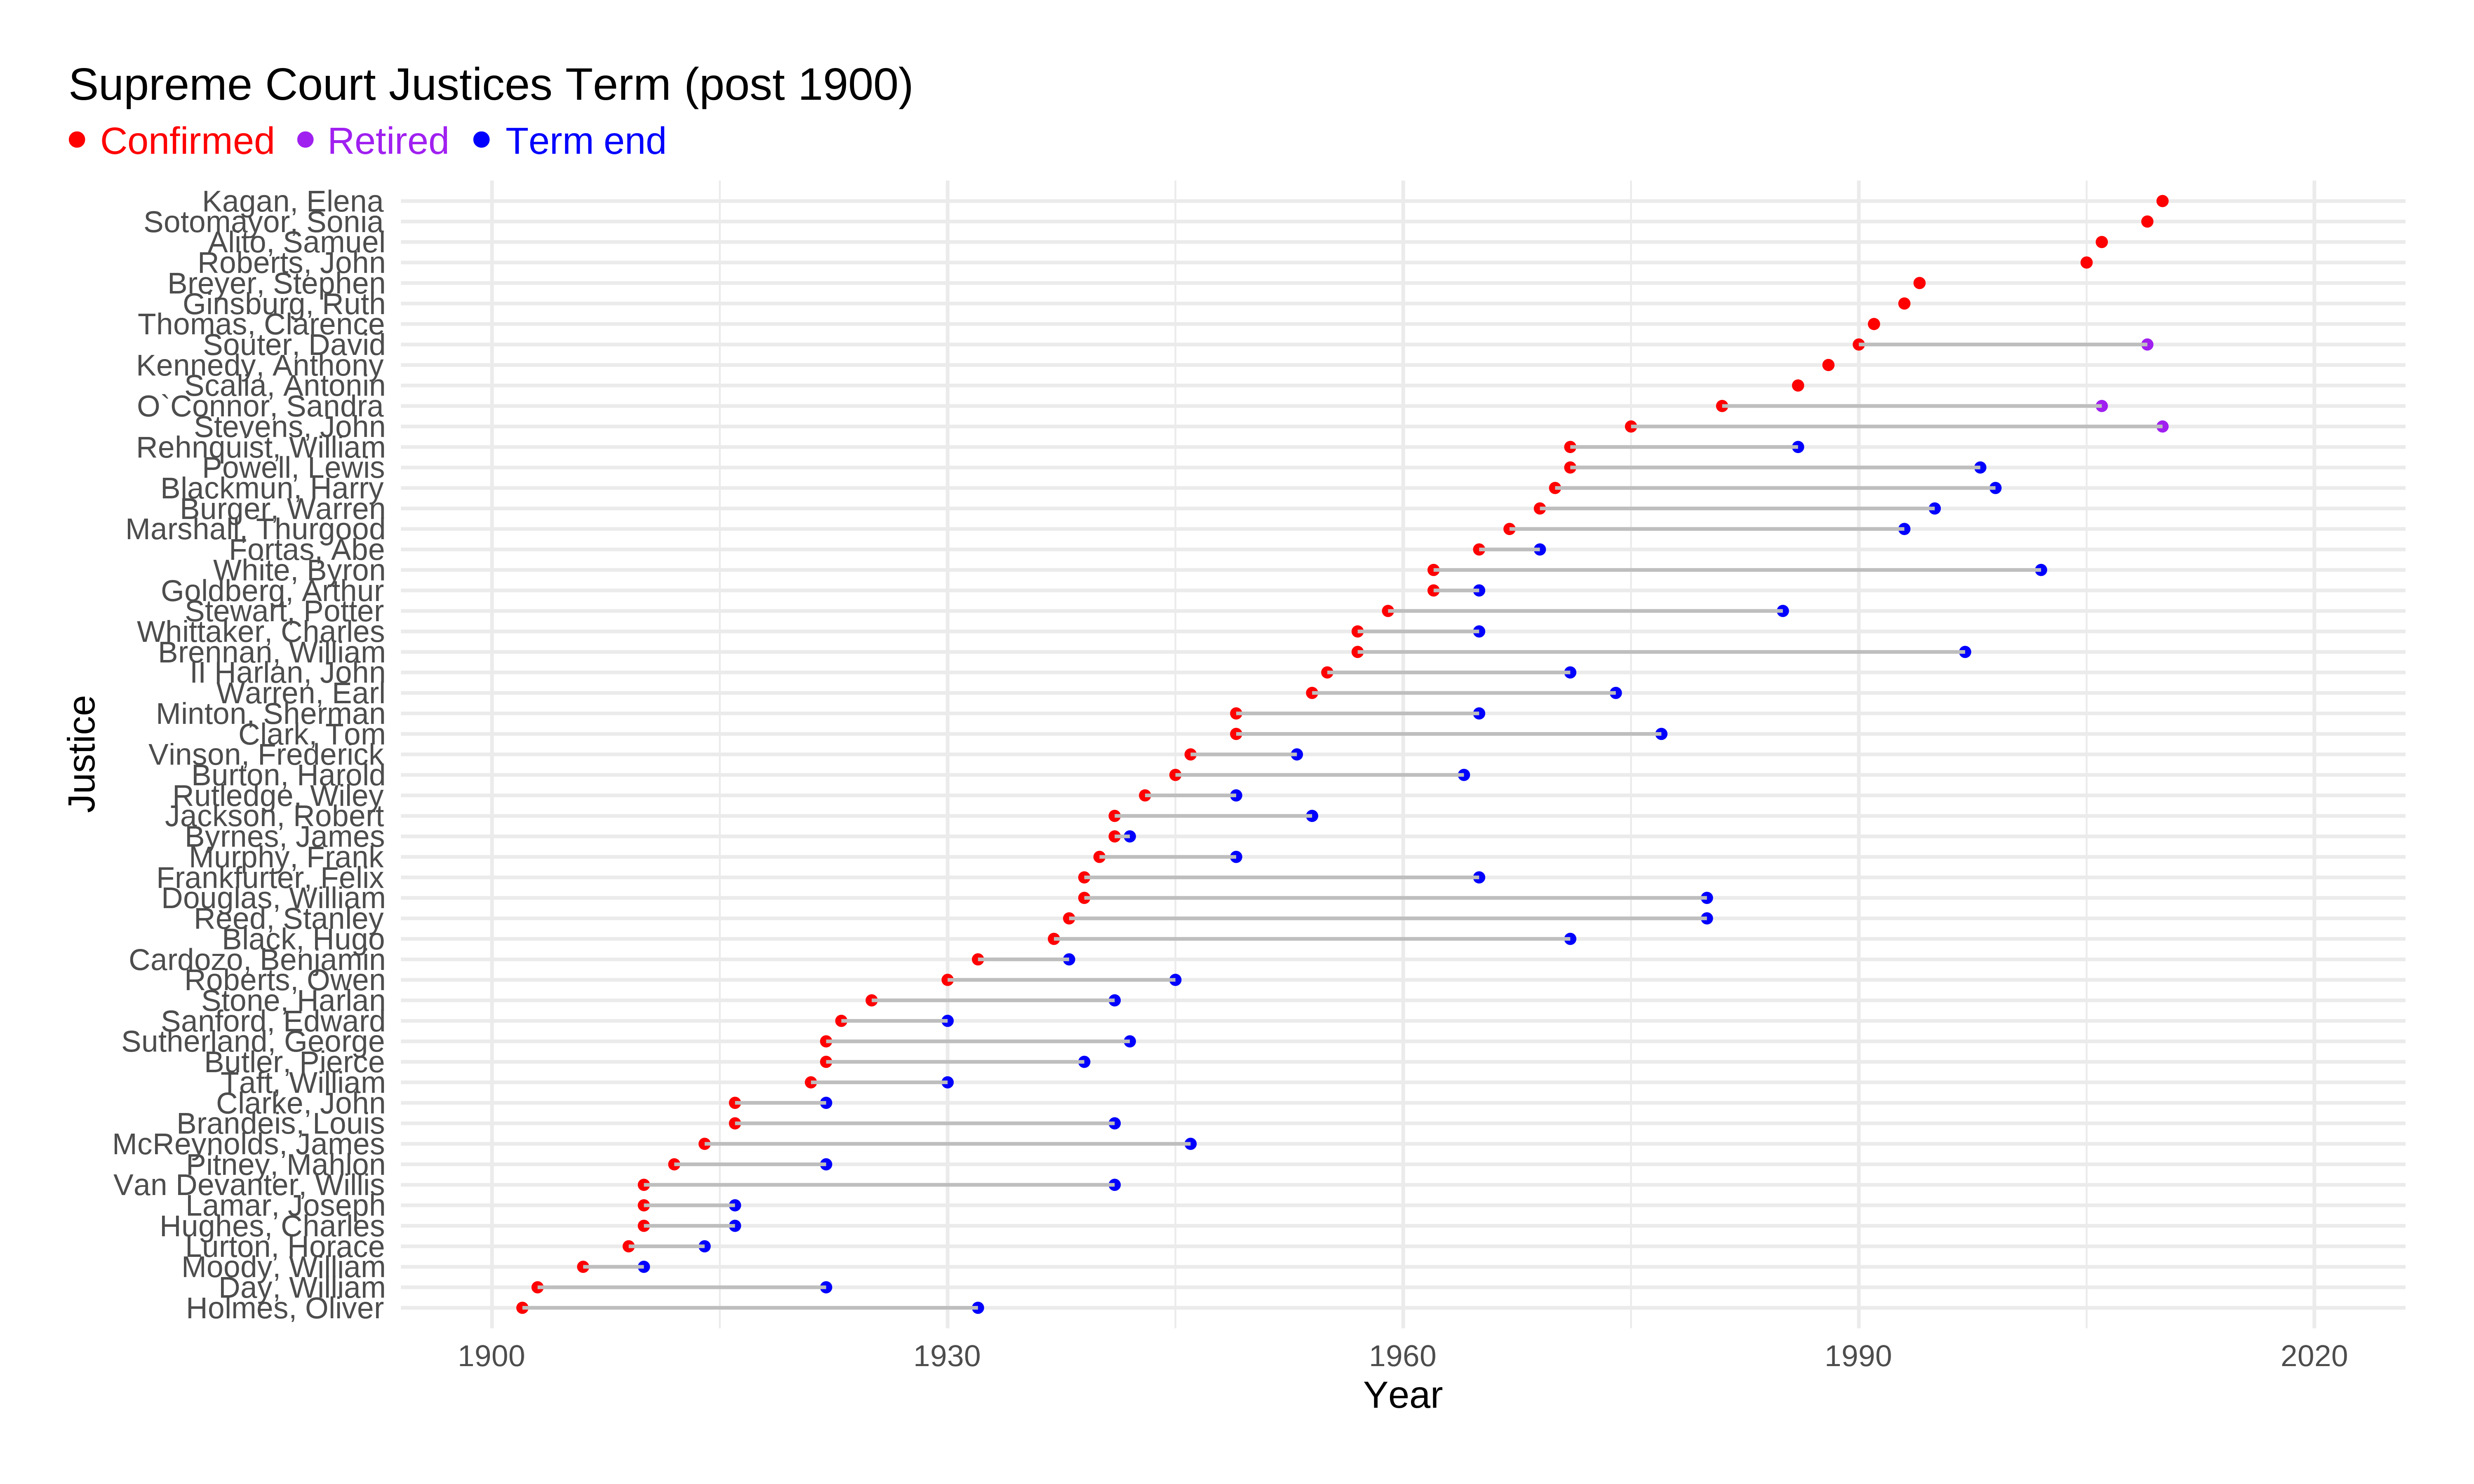 Supreme Court Justices Term (post 1900)
Confirmed Retired Term end
Kagan, Elena
Sotomayor, Sonia
Alito, Samuel
Roberts, John
Breyer, Stephen
Ginsburg, Ruth
Thomas, Clarence
Souter, David
Kennedy, Anthony
Scalia, Antonin
O`Connor, Sandra
Stevens, John
Rehnquist, William
Powell, Lewis
Blackmun, Harry
Burger, Warren
Marshall, Thurgood
Fortas, Abe
White, Byron
Goldberg, Arthur
Stewart, Potter
Whittaker, Charles
Brennan, William
II Harlan, John
Warren, Earl
Minton, Sherman
Clark, Tom
Vinson, Frederick
Burton, Harold
Rutledge, Wiley
Jackson, Robert
Byrnes, James
Murphy, Frank
Frankfurter, Felix
Douglas, William
Reed, Stanley
Black, Hugo
Cardozo, Benjamin
Roberts, Owen
Stone, Harlan
Sanford, Edward
Sutherland, George
Butler, Pierce
Taft, William
Clarke, John
Brandeis, Louis
McReynolds, James
Pitney, Mahlon
Van Devanter, Willis
Lamar, Joseph
Hughes, Charles
Lurton, Horace
Moody, William
Day, William
Holmes, Oliver
Justice
1900 1930 1960 1990 2020
Year